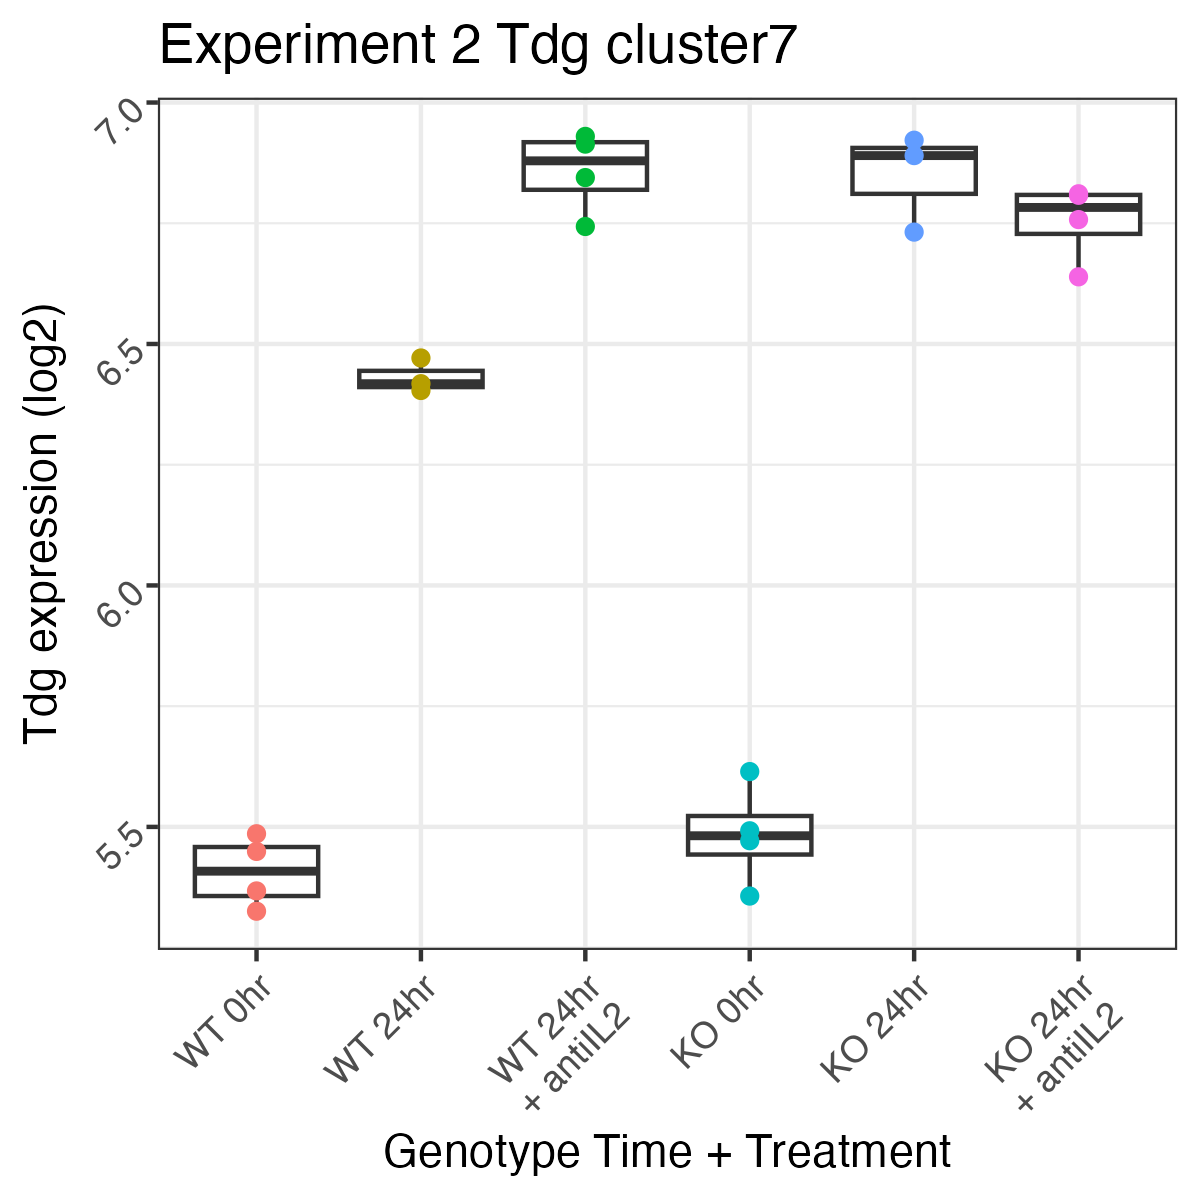 Experiment 2 Tdg cluster7
Tdg expression (log2)
7.0
6.5
6.0
5.5
WT 0hr
WT 24hr
WT 24hr
+ antiIL2
KO 0hr
KO 24hr
KO 24hr
+ antiIL2
Genotype Time + Treatment